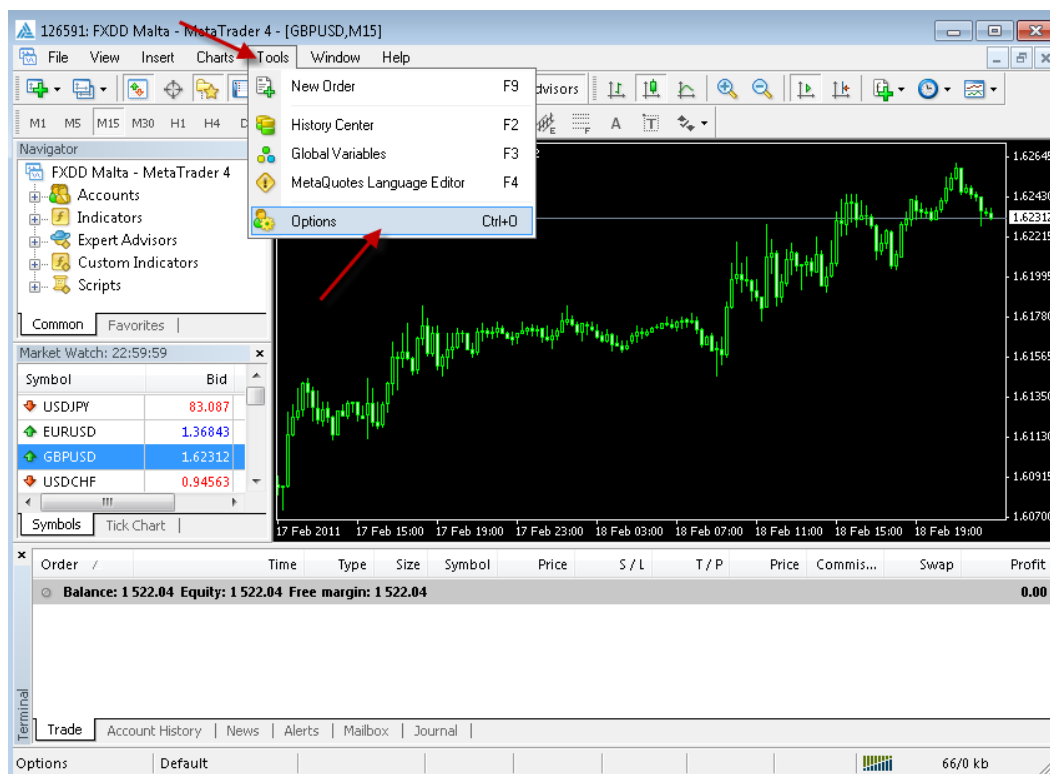 126591: FXDD Malta - MetaTrader 4 - [GBPUSD,M15]
File View Insert Charts Tools Window Help
New Order F9
dvisors
M1 M5 M15 M30 H1 H4 D
History Center F2
A T
Global Variables F3
MetaQuotes Language Editor F4
Options Ctrl+O
Navigator
FXDD Malta - MetaTrader 4
Accounts
Indicators
Expert Advisors
Custom Indicators
Scripts
Common Favorites
Market Watch: 22:59:59
Symbol Bid
USDJPY 83.087
EURUSD 1.36843
GBPUSD 1.62312
USDCHF 0.94563
Symbols Tick Chart
1.62645
1.62430
1.62312
1.62215
1.61995
1.61780
1.61565
1.61350
1.61130
1.60915
1.60700
17 Feb 2011 17 Feb 15:00 17 Feb 19:00 17 Feb 23:00 18 Feb 03:00 18 Feb 07:00 18 Feb 11:00 18 Feb 15:00 18 Feb 19:00
Order / Time Type Size Symbol Price S / L T / P Price Commis... Swap Profit
Balance: 1 522.04 Equity: 1 522.04 Free margin: 1 522.04 0.00
Terminal
Trade Account History News Alerts Mailbox Journal
Options Default 66/0 kb